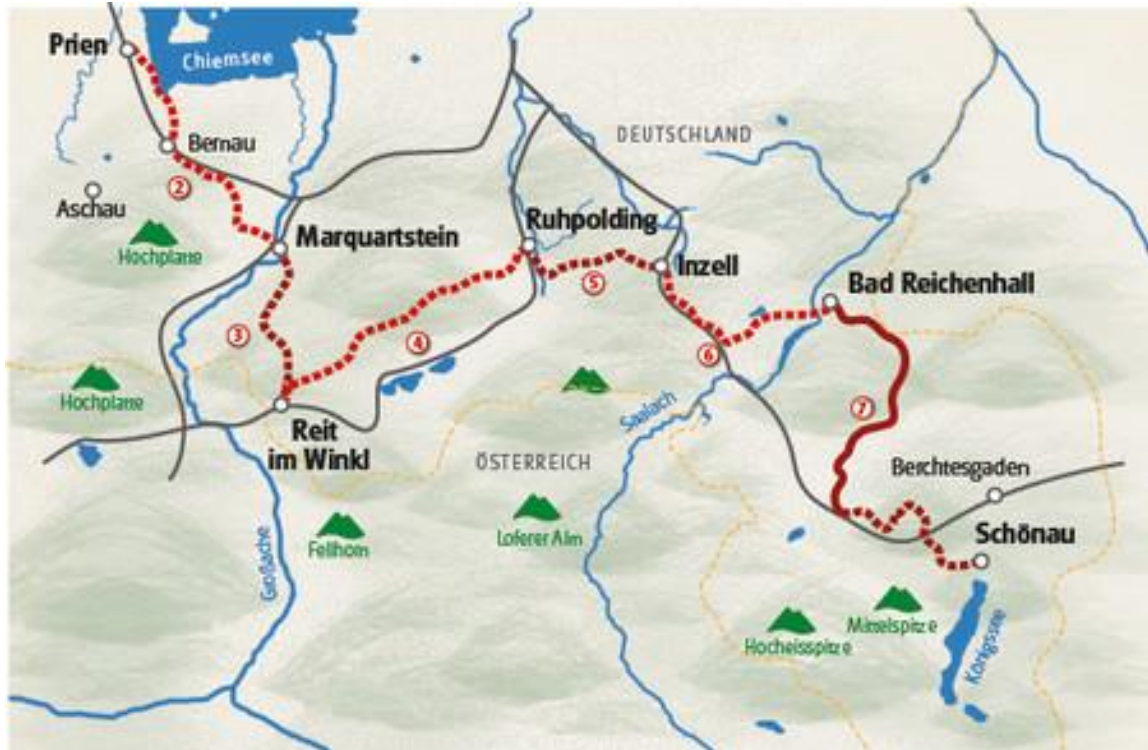 Prien
Chiemsee
Bernau
DEUTSCHLAND
②
Aschau
Marquartstein
Ruhpolding
Hochplatte
Inzell
⑤
Bad Reichenhall
③
④
⑥
Hochplatte
⑦
Saalach
Reit
im Winkl
ÖSTERREICH
Berchtesgaden
Fellhorn
Loferer Alm
Schönau
Großache
Mittelspitze
Hocheisspitze
Königssee